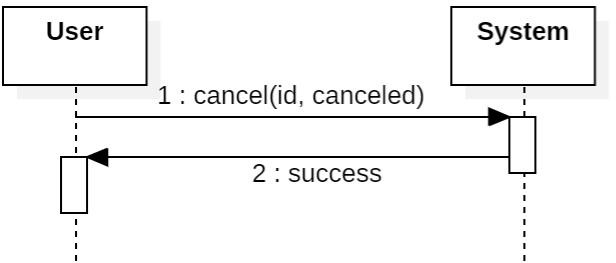 User
System
1 : cancel(id, canceled)
2 : success